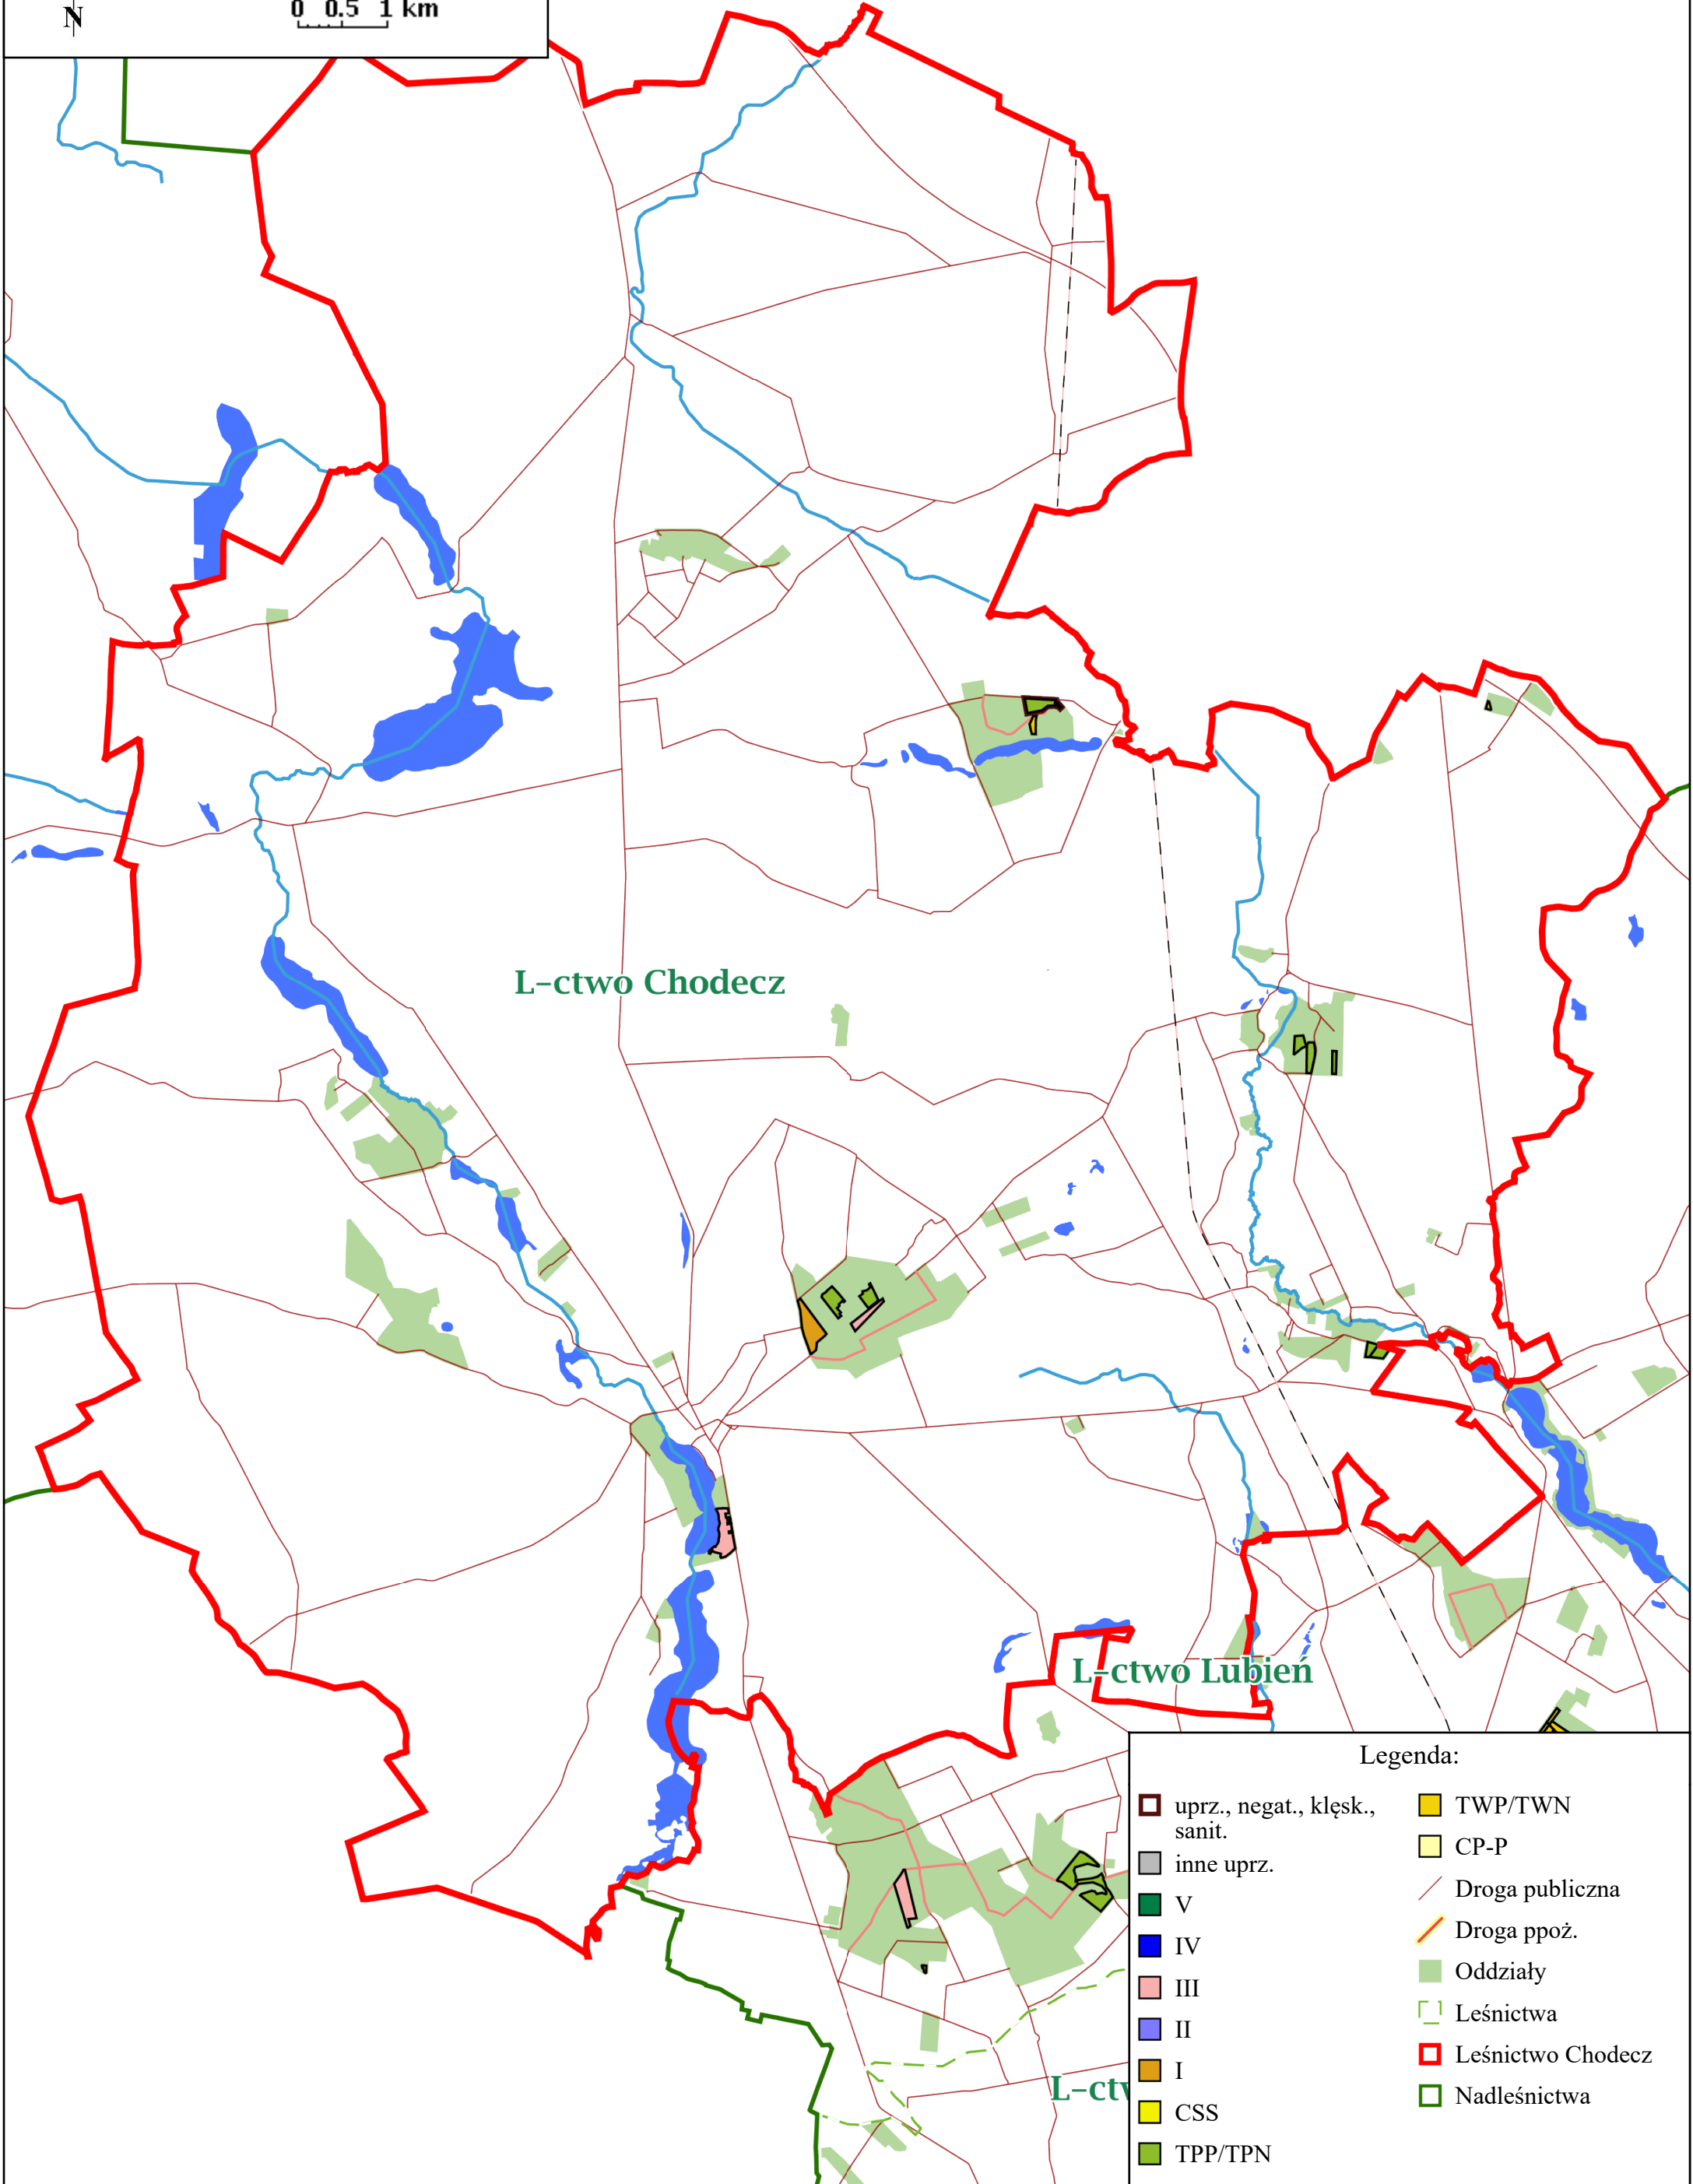 N
0 0.5 1 km
L-ctwo Chodecz
L-ctwo Lubień
L-ctw
Legenda:
uprz., negat., klęsk.,
sanit.
inne uprz.
V
IV
III
II
I
CSS
TPP/TPN
TWP/TWN
CP-P
Droga publiczna
Droga ppoż.
Oddziały
Leśnictwa
Leśnictwo Chodecz
Nadleśnictwa